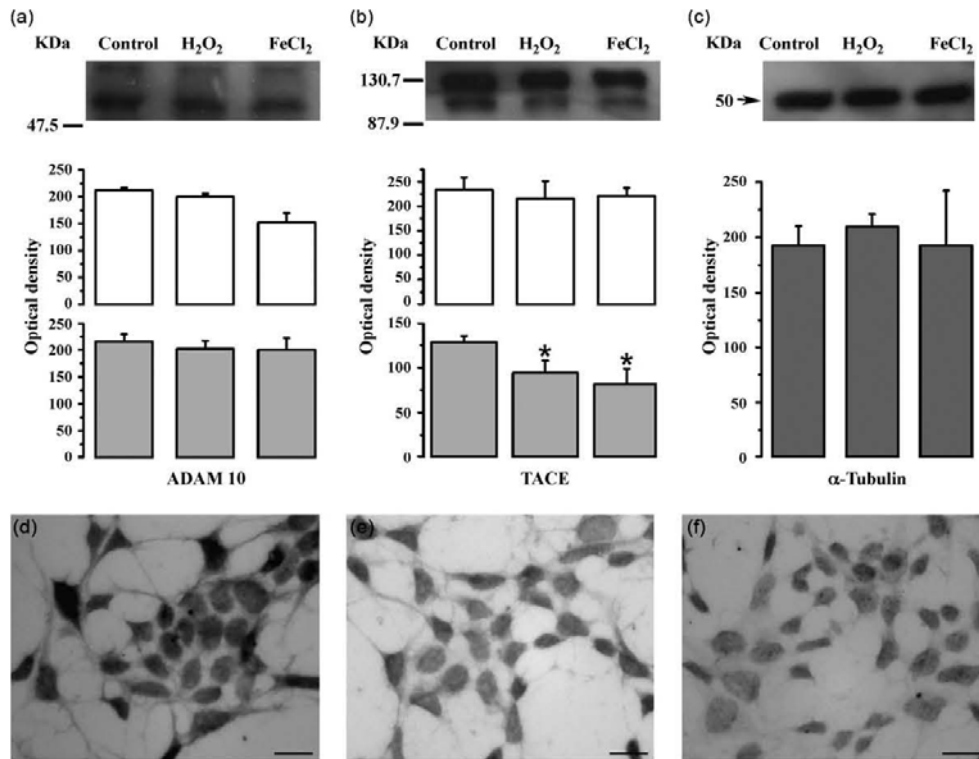 (a)
KDa Control H₂O₂ FeCl₂
47.5
250
200
150
100
50
0
Optical density
250
200
150
100
50
0
ADAM 10
(b)
KDa Control H₂O₂ FeCl₂
130.7
87.9
250
200
150
100
50
0
Optical density
150
100
50
0
*
*
TACE
(c)
KDa Control H₂O₂ FeCl₂
50
250
200
150
100
50
0
Optical density
α-Tubulin
(d)
(e)
(f)